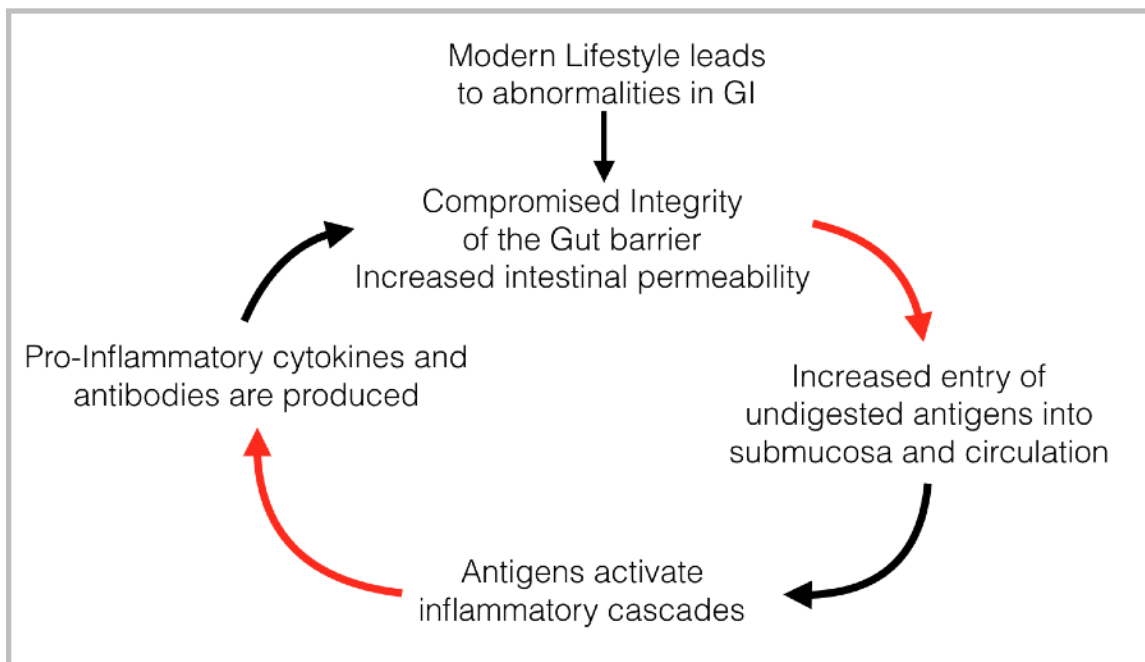 Modern Lifestyle leads
to abnormalities in GI
Compromised Integrity
of the Gut barrier
Increased intestinal permeability
Increased entry of
undigested antigens into
submucosa and circulation
Antigens activate
inflammatory cascades
Pro-Inflammatory cytokines and
antibodies are produced